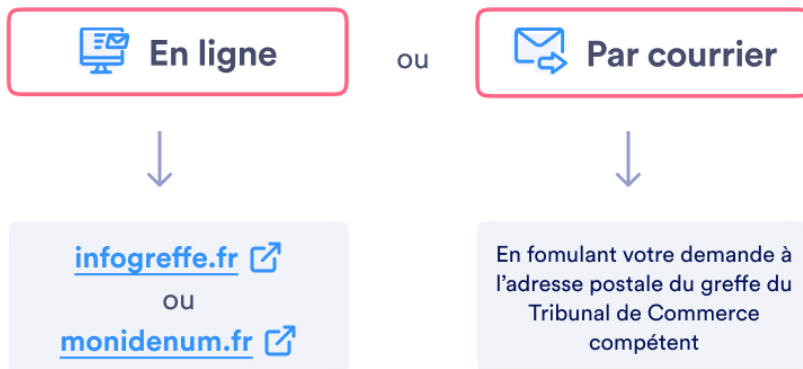 En ligne
ou
Par courrier
infogreffe.fr
ou
monidenum.fr
En fomulant votre demande à
l'adresse postale du greffe du
Tribunal de Commerce
compétent